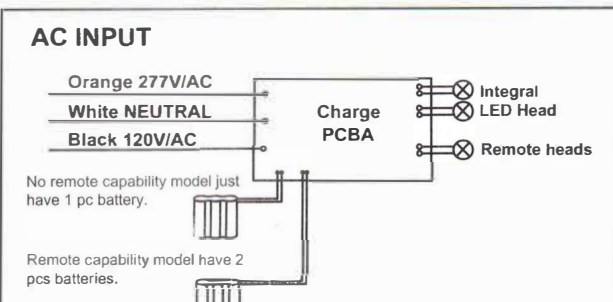 AC INPUT
Orange 277V/AC
White NEUTRAL
Black 120V/AC
Charge
PCBA
Integral
LED Head
Remote heads
No remote capability model just
have 1 pc battery.
Remote capability model have 2
pcs batteries.